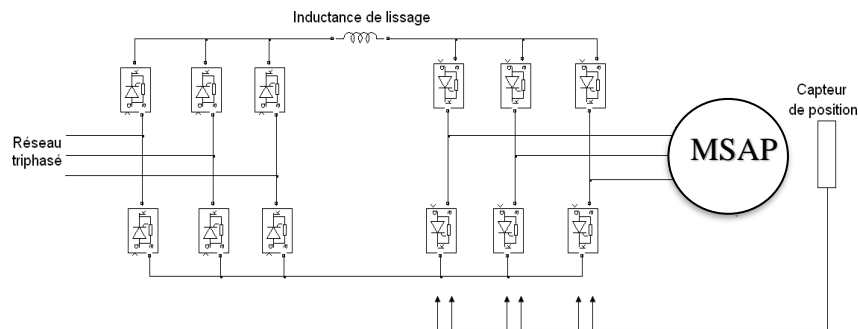 Inductance de lissage
Capteur
de position
Réseau
triphasé
MSAP